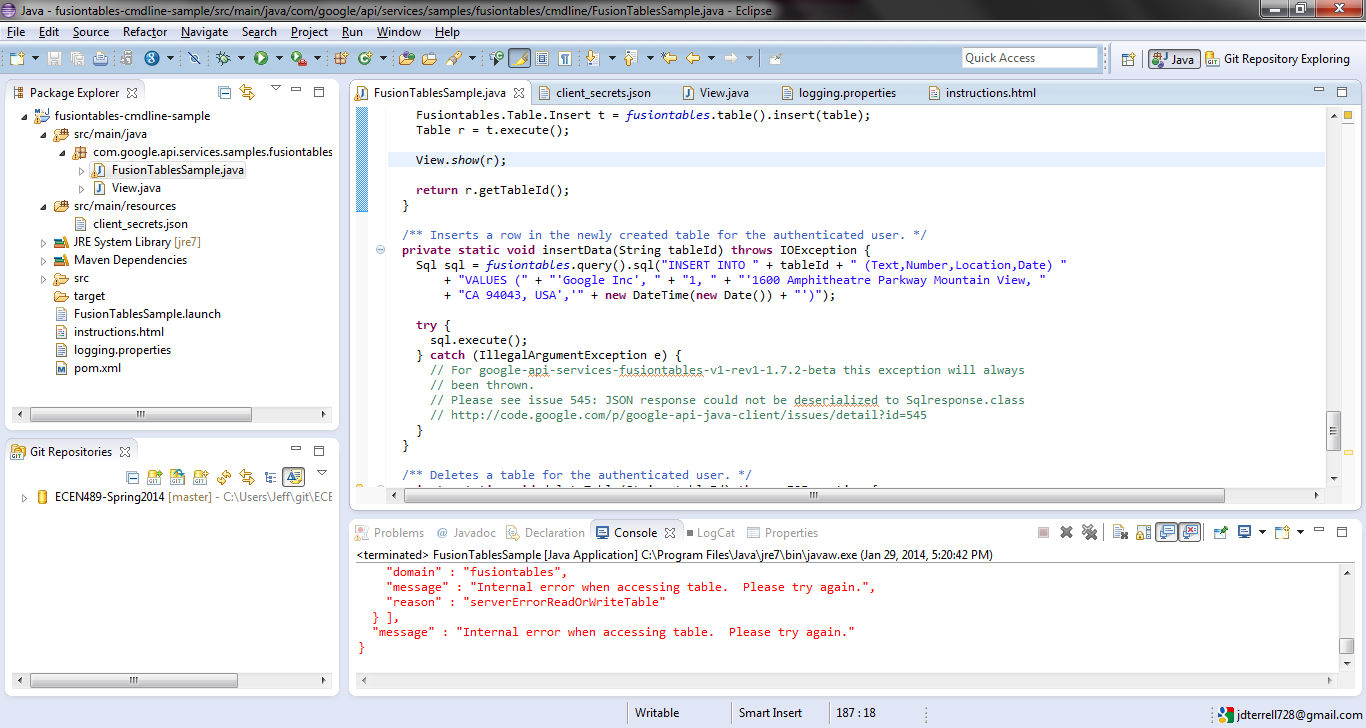 Java - fusiontables-cmdline-sample/src/main/java/com/google/api/services/samples/fusiontables/cmdline/FusionTablesSample.java - Eclipse
File Edit Source Refactor Navigate Search Project Run Window Help
Quick Access
Java
Git Repository Exploring
Package Explorer
fusiontables-cmdline-sample
src/main/java
com.google.api.services.samples.fusiontables
FusionTablesSample.java
View.java
src/main/resources
client_secrets.json
JRE System Library [jre7]
Maven Dependencies
src
target
FusionTablesSample.launch
instructions.html
logging.properties
pom.xml
Git Repositories
ECEN489-Spring2014 [master] - C:\Users\Jeff\git\ECE
FusionTablesSample.java client_secrets.json View.java logging.properties instructions.html
Fusiontables.Table.Insert t = fusiontables.table().insert(table);
Table r = t.execute();
View.show(r);
return r.getTableId();
}
/** Inserts a row in the newly created table for the authenticated user. */
private static void insertData(String tableId) throws IOException {
Sql sql = fusiontables.query().sql("INSERT INTO " + tableId + " (Text,Number,Location,Date) "
+ "VALUES (" + "'Google Inc', " + "1, " + "'1600 Amphitheatre Parkway Mountain View, "
+ "CA 94043, USA','" + new DateTime(new Date()) + "')");
try {
sql.execute();
} catch (IllegalArgumentException e) {
// For google-api-services-fusiontables-v1-rev1-1.7.2-beta this exception will always
// been thrown.
// Please see issue 545: JSON response could not be deserialized to Sqlresponse.class
// http://code.google.com/p/google-api-java-client/issues/detail?id=545
}
}
/** Deletes a table for the authenticated user. */
Problems @ Javadoc Declaration Console LogCat Properties
<terminated> FusionTablesSample [Java Application] C:\Program Files\Java\jre7\bin\javaw.exe (Jan 29, 2014, 5:20:42 PM)
"domain" : "fusiontables",
"message" : "Internal error when accessing table.  Please try again.",
"reason" : "serverErrorReadOrWriteTable"
} ],
"message" : "Internal error when accessing table.  Please try again."
}
Writable
Smart Insert
187 : 18
jdterrell728@gmail.com